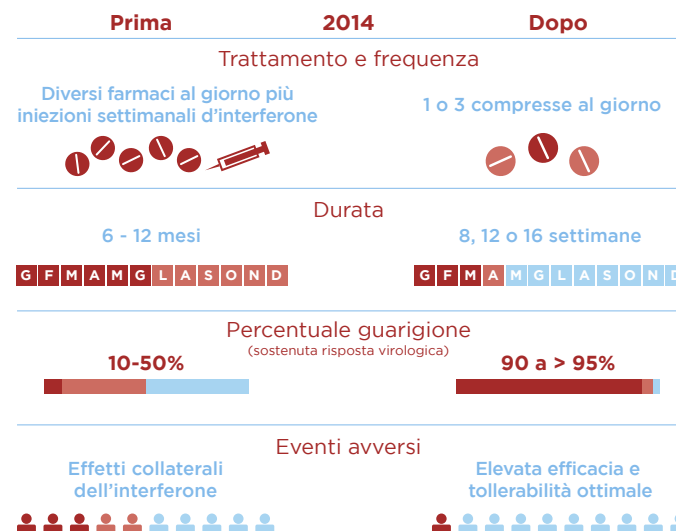 Prima 2014 Dopo
Trattamento e frequenza
Diversi farmaci al giorno più
iniezioni settimanali d'interferone
1 o 3 compresse al giorno
Durata
6 - 12 mesi
8, 12 o 16 settimane
G F M A M G L A S O N D
G F M A M G L A S O N D
Percentuale guarigione
(sostenuta risposta virologica)
10-50%
90 a > 95%
Eventi avversi
Effetti collaterali
dell'interferone
Elevata efficacia e
tollerabilità ottimale